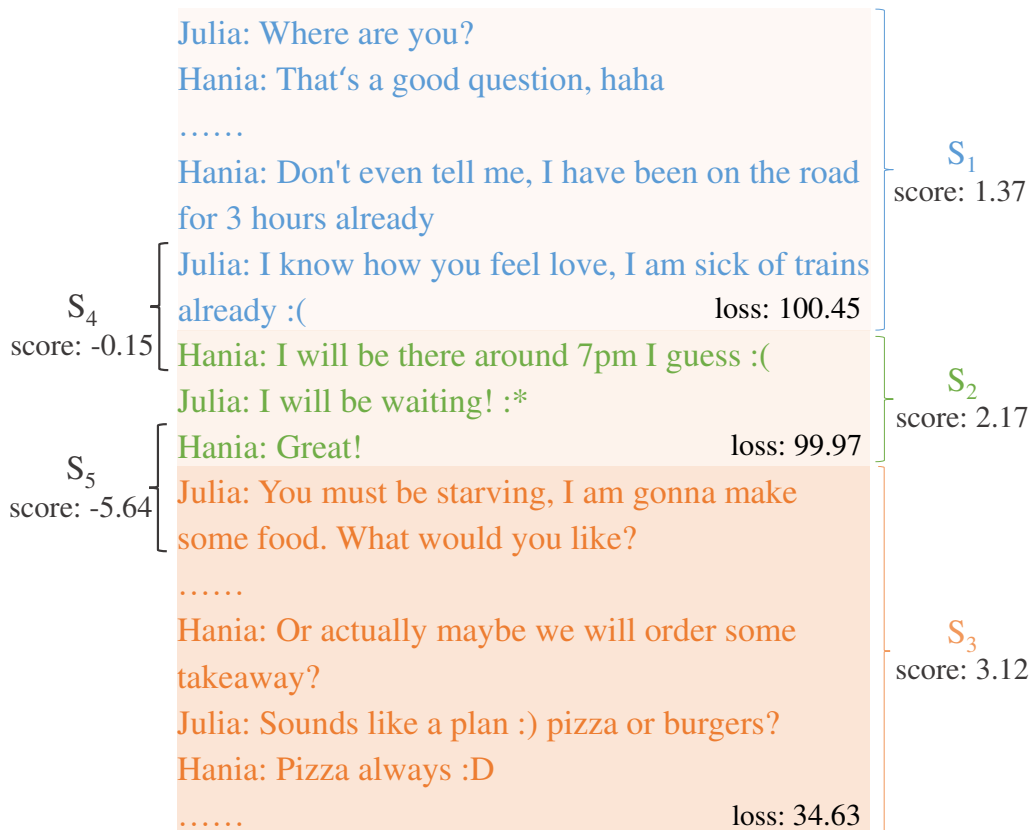 Julia: Where are you?
Hania: That‘s a good question, haha
……
Hania: Don't even tell me, I have been on the road
for 3 hours already
Julia: I know how you feel love, I am sick of trains
already :(
loss: 100.45
S1
score: 1.37
S4
score: -0.15
Hania: I will be there around 7pm I guess :(
Julia: I will be waiting! :*
Hania: Great!
loss: 99.97
S2
score: 2.17
S5
score: -5.64
Julia: You must be starving, I am gonna make
some food. What would you like?
……
Hania: Or actually maybe we will order some
takeaway?
Julia: Sounds like a plan :) pizza or burgers?
Hania: Pizza always :D
……
loss: 34.63
S3
score: 3.12